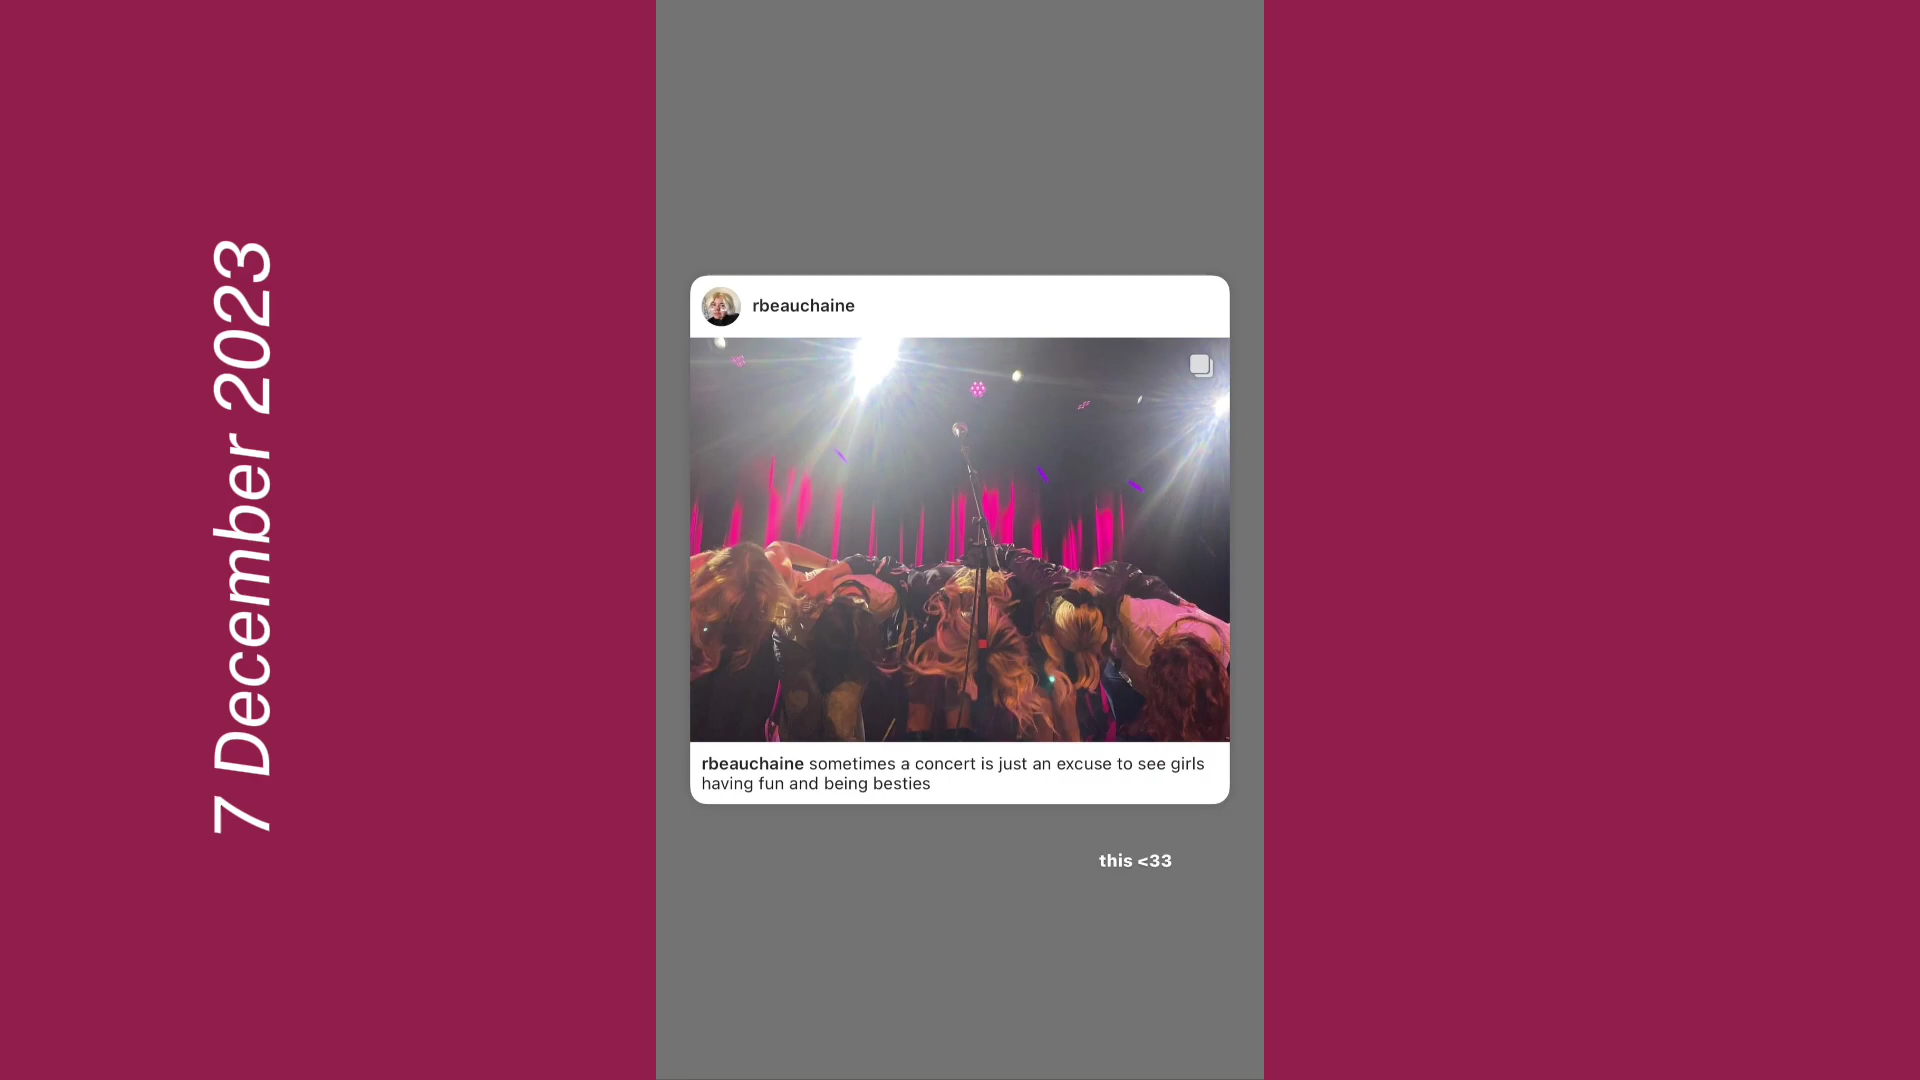 7 December 2023
rbeauchaine
rbeauchaine sometimes a concert is just an excuse to see girls
having fun and being besties
this <33